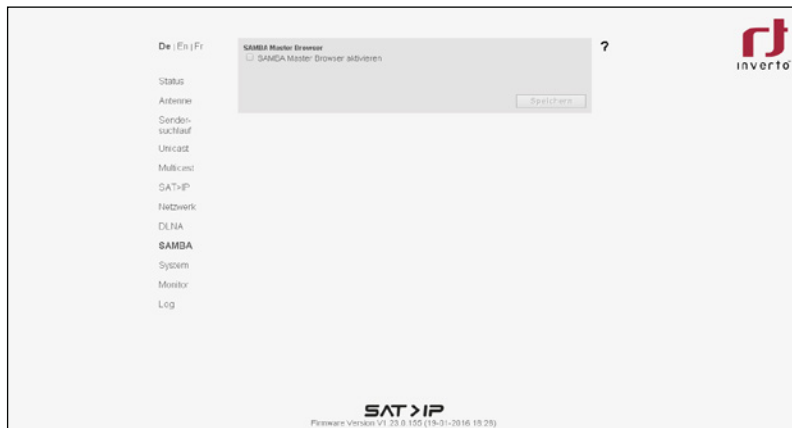 De | En | Fr
SAMBA Master Browser
SAMBA Master Browser aktivieren
Speichern
?
inverto
Status
Antenne
Sender-
suchlauf
Unicast
Multicast
SAT>IP
Netzwerk
DLNA
SAMBA
System
Monitor
Log
SAT>IP
Firmware Version V1.23.0.155 (19-01-2016 15:28)